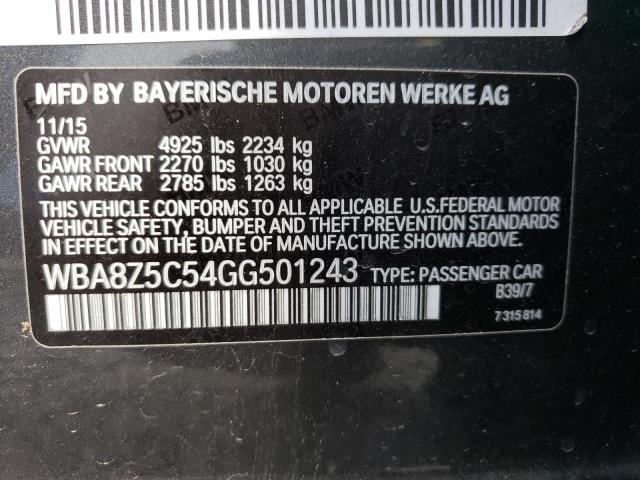 MFD BY BAYERISCHE MOTOREN WERKE AG
11/15
GVWR 4925 lbs 2234 kg
GAWR FRONT 2270 lbs 1030 kg
GAWR REAR 2785 lbs 1263 kg
THIS VEHICLE CONFORMS TO ALL APPLICABLE U.S.FEDERAL MOTOR
VEHICLE SAFETY, BUMPER AND THEFT PREVENTION STANDARDS
IN EFFECT ON THE DATE OF MANUFACTURE SHOWN ABOVE.
WBA8Z5C54GG501243 TYPE: PASSENGER CAR
B39/7
7315814